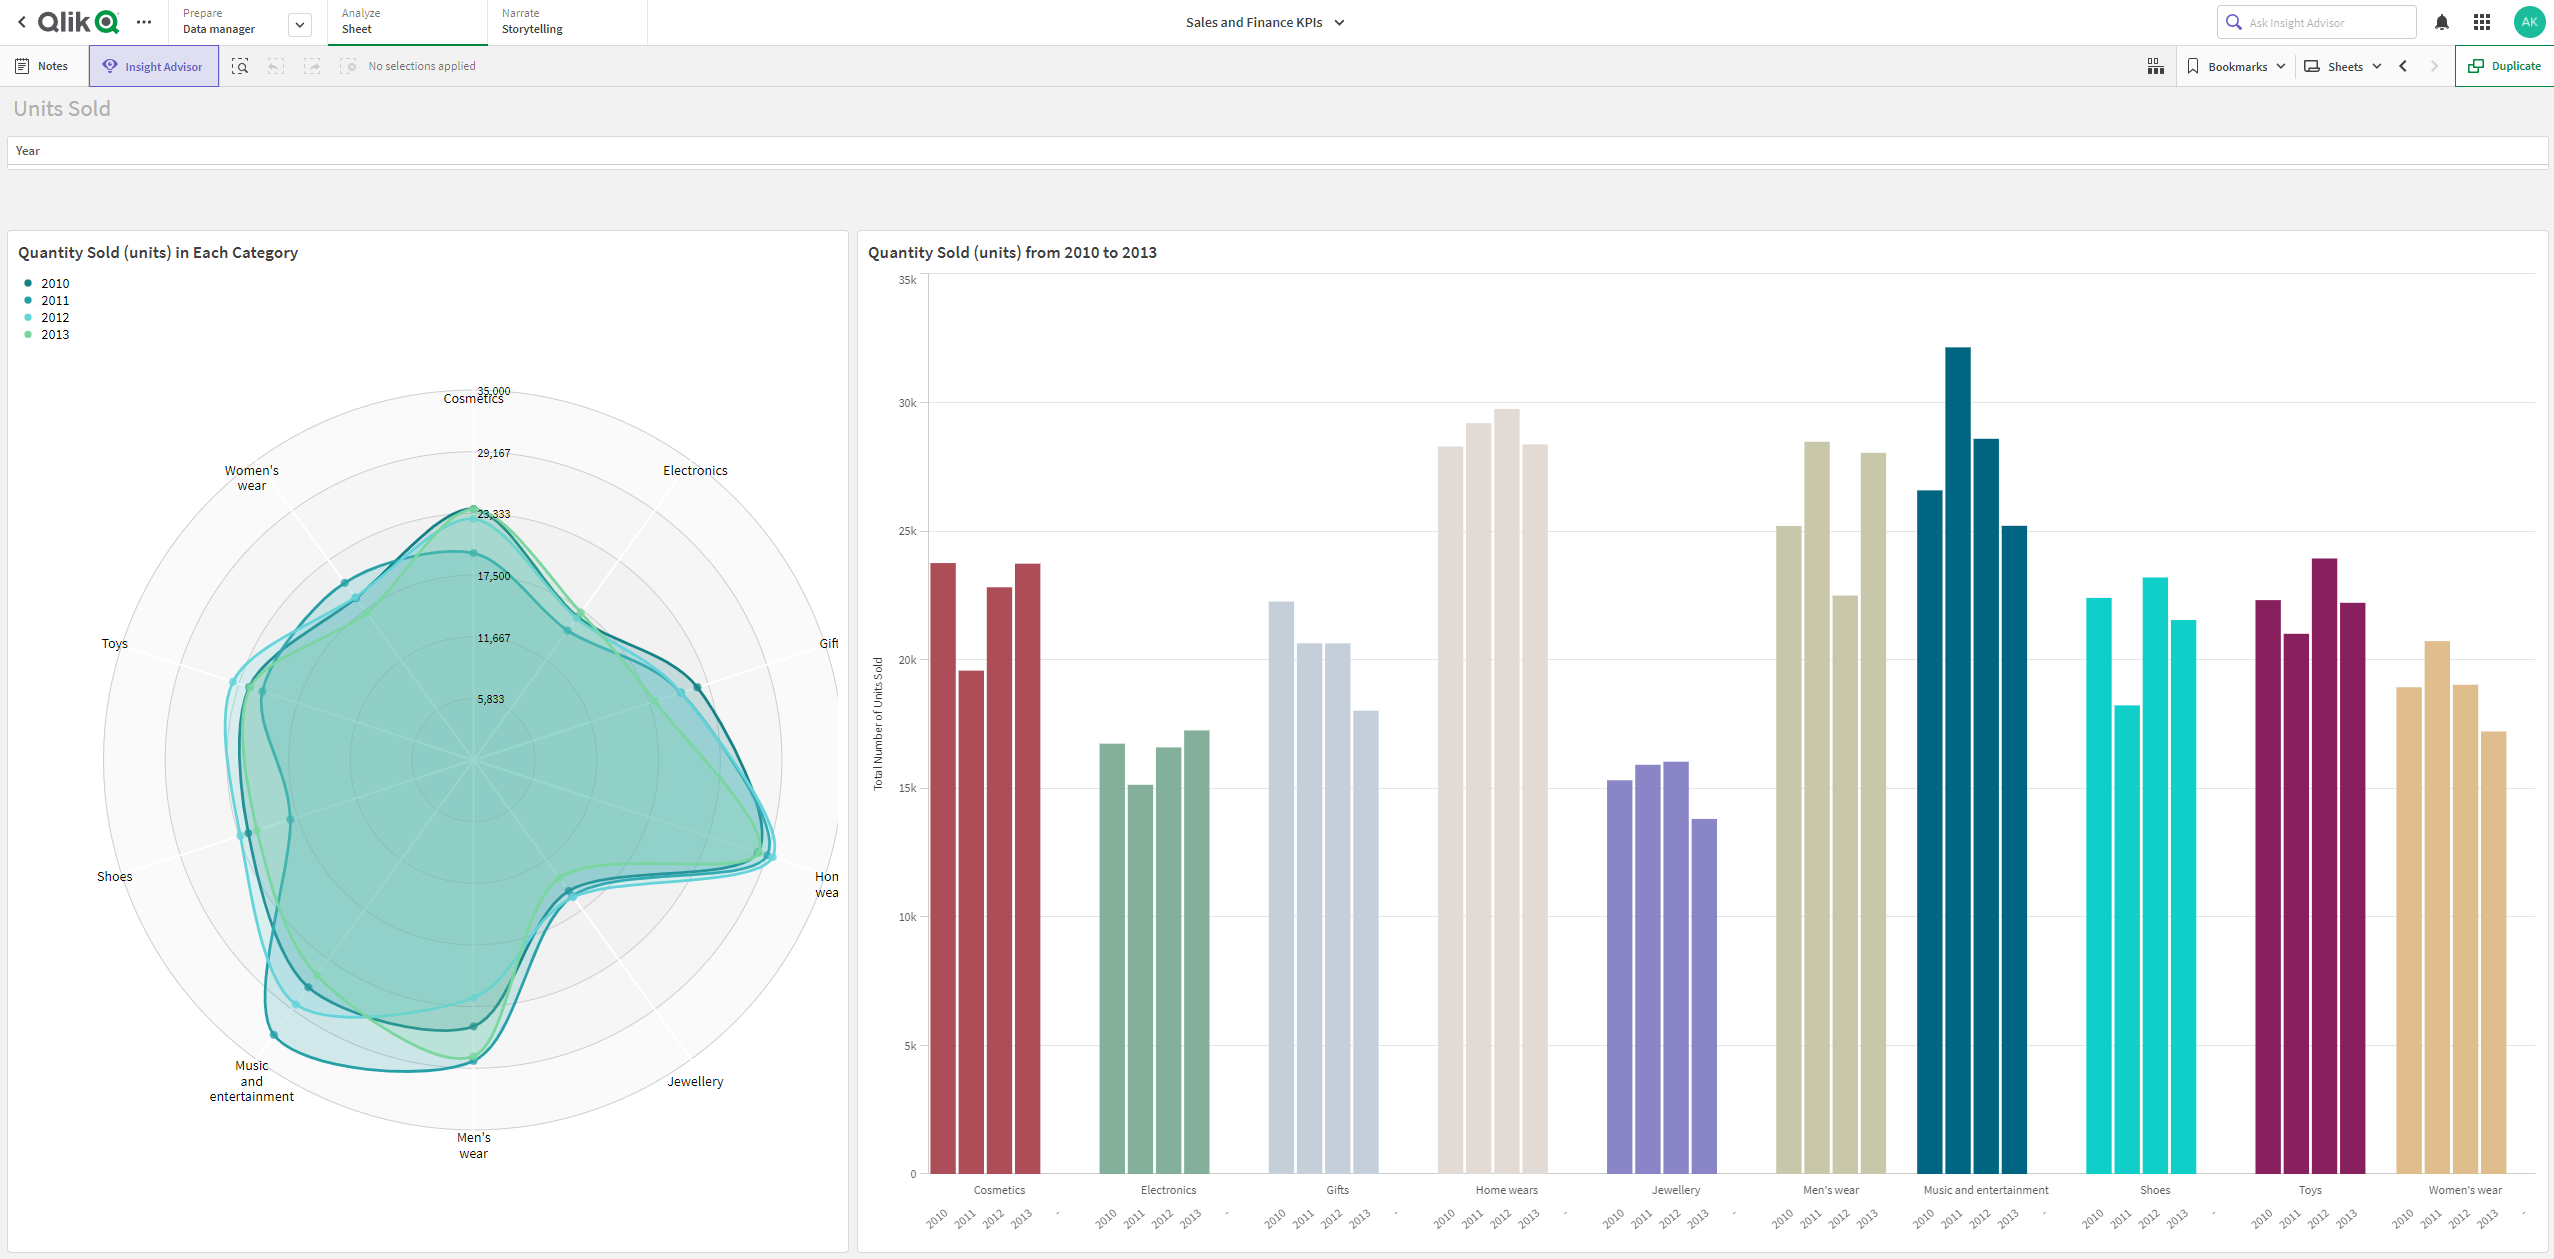 Qlik
Prepare
Data manager
Analyze
Sheet
Narrate
Storytelling
Sales and Finance KPIs
Ask Insight Advisor
AK
Notes
Insight Advisor
No selections applied
Bookmarks
Sheets
Duplicate
Units Sold
Year
Quantity Sold (units) in Each Category
2010
2011
2012
2013
35,000
Cosmetics
29,167
Women's
wear
Electronics
23,333
17,500
Toys
11,667
Gift
5,833
Shoes
Hon
wea
Music
and
entertainment
Jewellery
Men's
wear
Quantity Sold (units) from 2010 to 2013
35k
30k
25k
20k
15k
10k
5k
0
Total Number of Units Sold
Cosmetics Electronics Gifts Home wears Jewellery Men's wear Music and entertainment Shoes Toys Women's wear
2010 2011 2012 2013 - 2010 2011 2012 2013 - 2010 2011 2012 2013 - 2010 2011 2012 2013 - 2010 2011 2012 2013 - 2010 2011 2012 2013 2010 2011 2012 2013 - 2010 2011 2012 2013 - 2010 2011 2012 2013 2010 2011 2012 2013 -